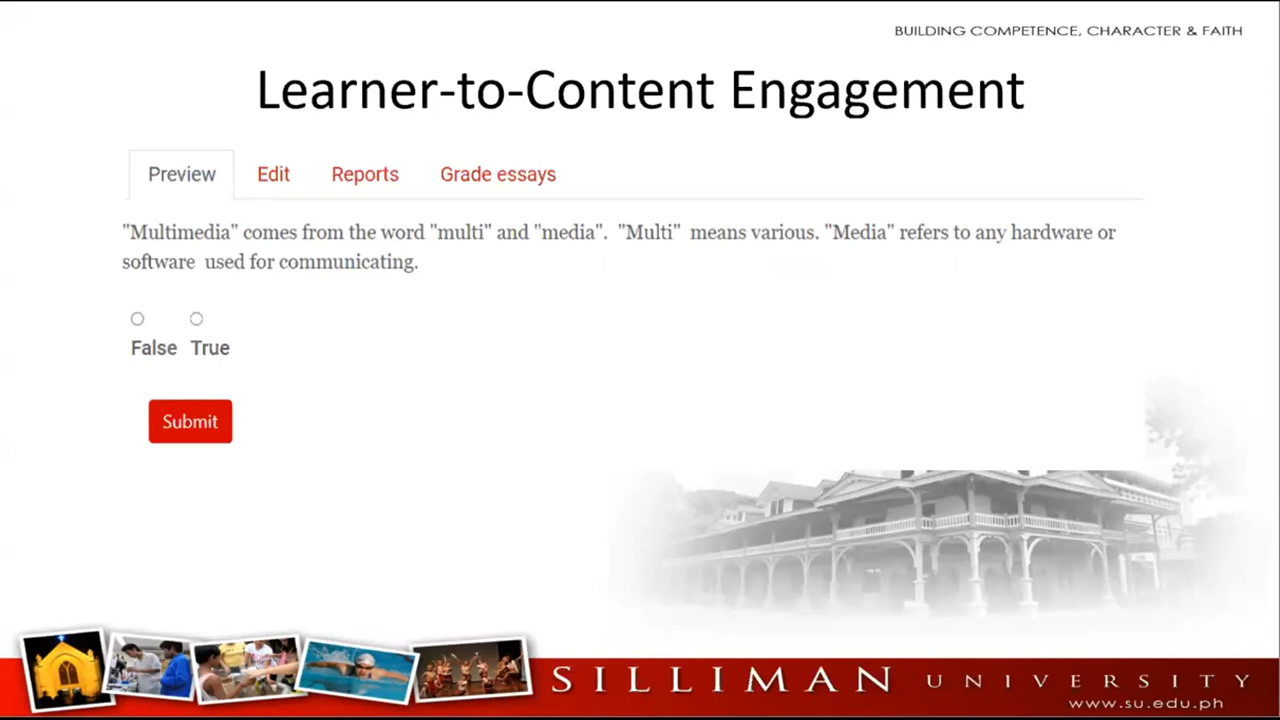 BUILDING COMPETENCE, CHARACTER & FAITH
Learner-to-Content Engagement
Preview Edit Reports Grade essays
"Multimedia" comes from the word "multi" and "media". "Multi" means various. "Media" refers to any hardware or
software used for communicating.
False True
Submit
SILLIMAN UNIVERSITY
www.su.edu.ph